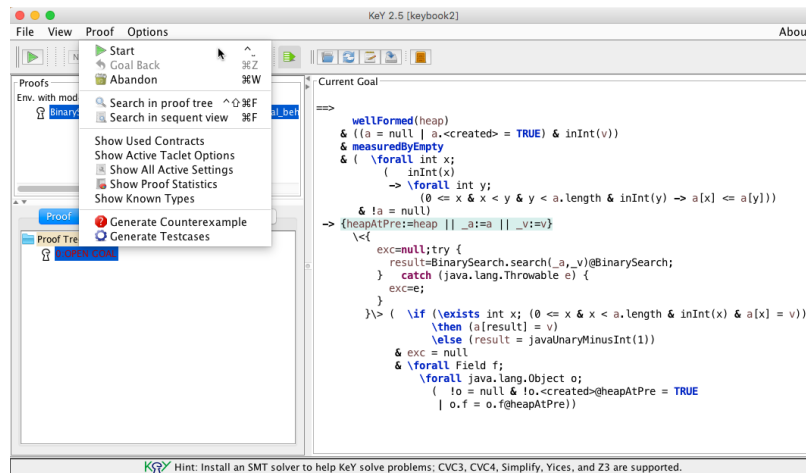 KeY 2.5 [keybook2]
File View Proof Options Abou
Start ^⎵
Goal Back ⌘Z
Abandon ⌘W
Search in proof tree ^⇧⌘F
Search in sequent view ⌘F
Show Used Contracts
Show Active Taclet Options
Show All Active Settings
Show Proof Statistics
Show Known Types
Generate Counterexample
Generate Testcases
Proofs
Env. with mod
BinaryS al_beh
Proof
Proof Tre
0:OPEN GOAL
Current Goal
==>
wellFormed(heap)
& ((a = null | a.<created> = TRUE) & inInt(v))
& measuredByEmpty
& ( \forall int x;
( inInt(x)
-> \forall int y;
(0 <= x & x < y & y < a.length & inInt(y) -> a[x] <= a[y]))
& !a = null)
-> {heapAtPre:=heap || _a:=a || _v:=v}
\<{
exc=null;try {
result=BinarySearch.search(_a,_v)@BinarySearch;
} catch (java.lang.Throwable e) {
exc=e;
}
}\> ( \if (\exists int x; (0 <= x & x < a.length & inInt(x) & a[x] = v))
\then (a[result] = v)
\else (result = javaUnaryMinusInt(1))
& exc = null
& \forall Field f;
\forall java.lang.Object o;
( !o = null & !o.<created>@heapAtPre = TRUE
| o.f = o.f@heapAtPre))
KeY Hint: Install an SMT solver to help KeY solve problems; CVC3, CVC4, Simplify, Yices, and Z3 are supported.